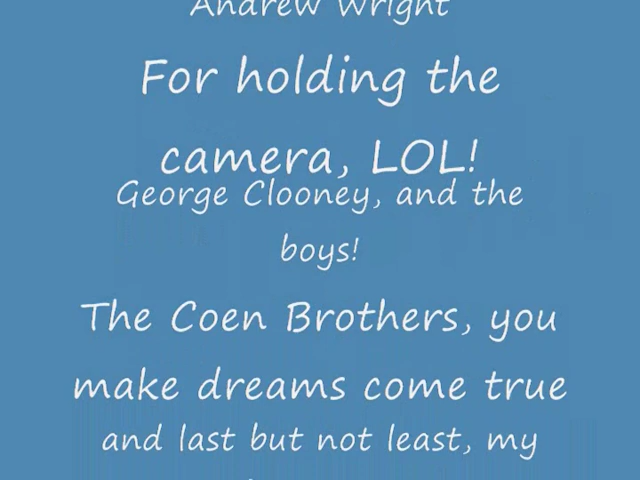 Andrew Wright
For holding the
camera, LOL!
George Clooney, and the
boys!
The Coen Brothers, you
make dreams come true
and last but not least, my